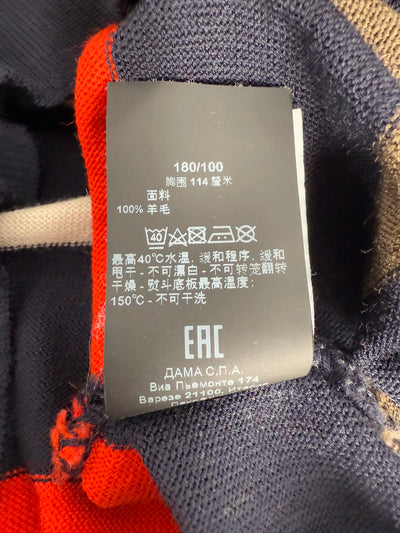 180/100
胸围 114 釐米
面料
100% 羊毛
40
最高40℃水温, 缓和程序, 缓和
甩干 - 不可漂白 - 不可转笼翻转
干燥 - 熨斗底板最高温度:
150℃ - 不可干洗
EAC
ДАМА С.П.А.
Виа Пьемонте 174
Варезе 21100,